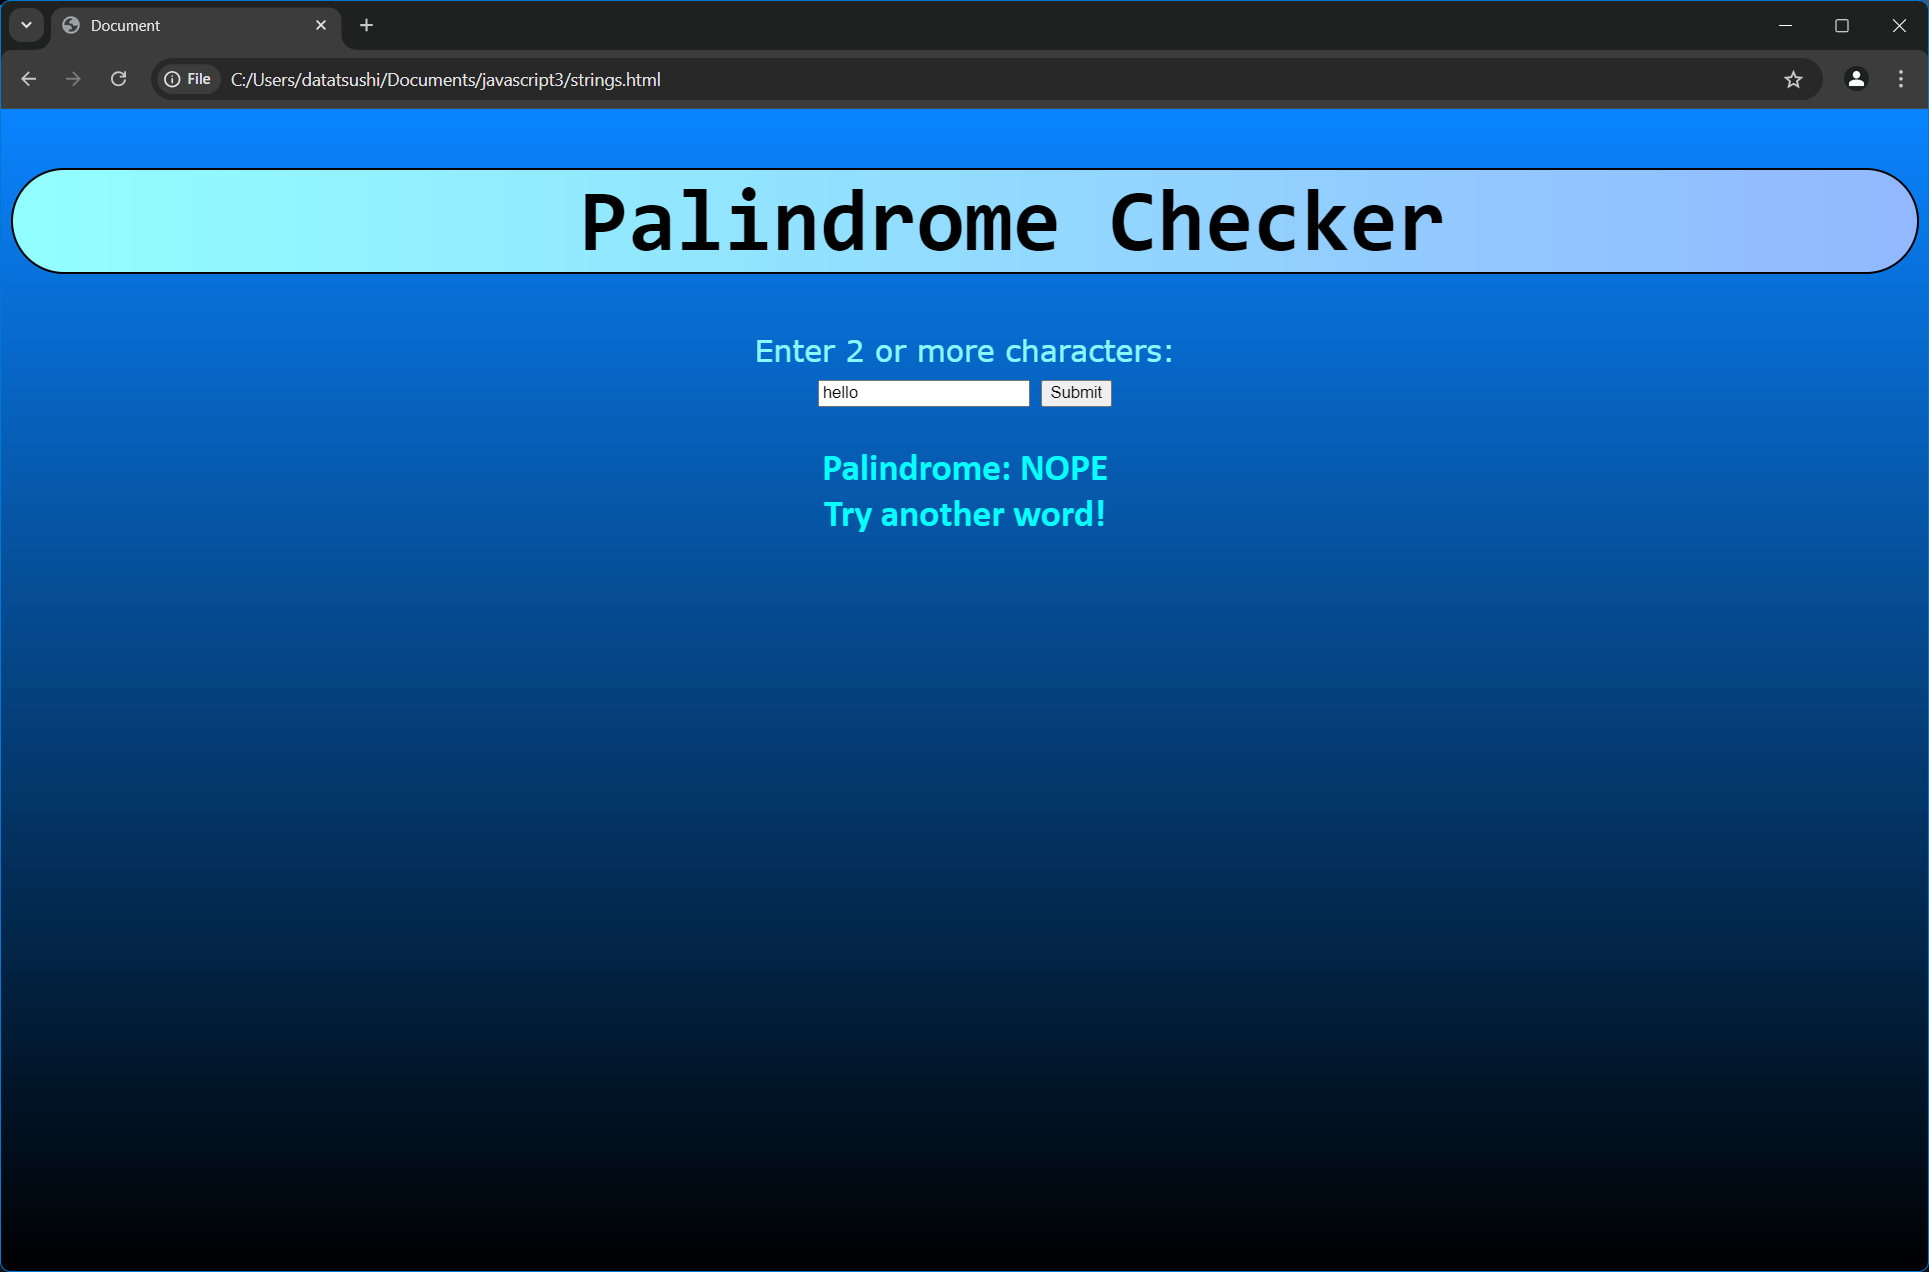 Document
File C:/Users/datatsushi/Documents/javascript3/strings.html
Palindrome Checker
Enter 2 or more characters:
hello Submit
Palindrome: NOPE
Try another word!